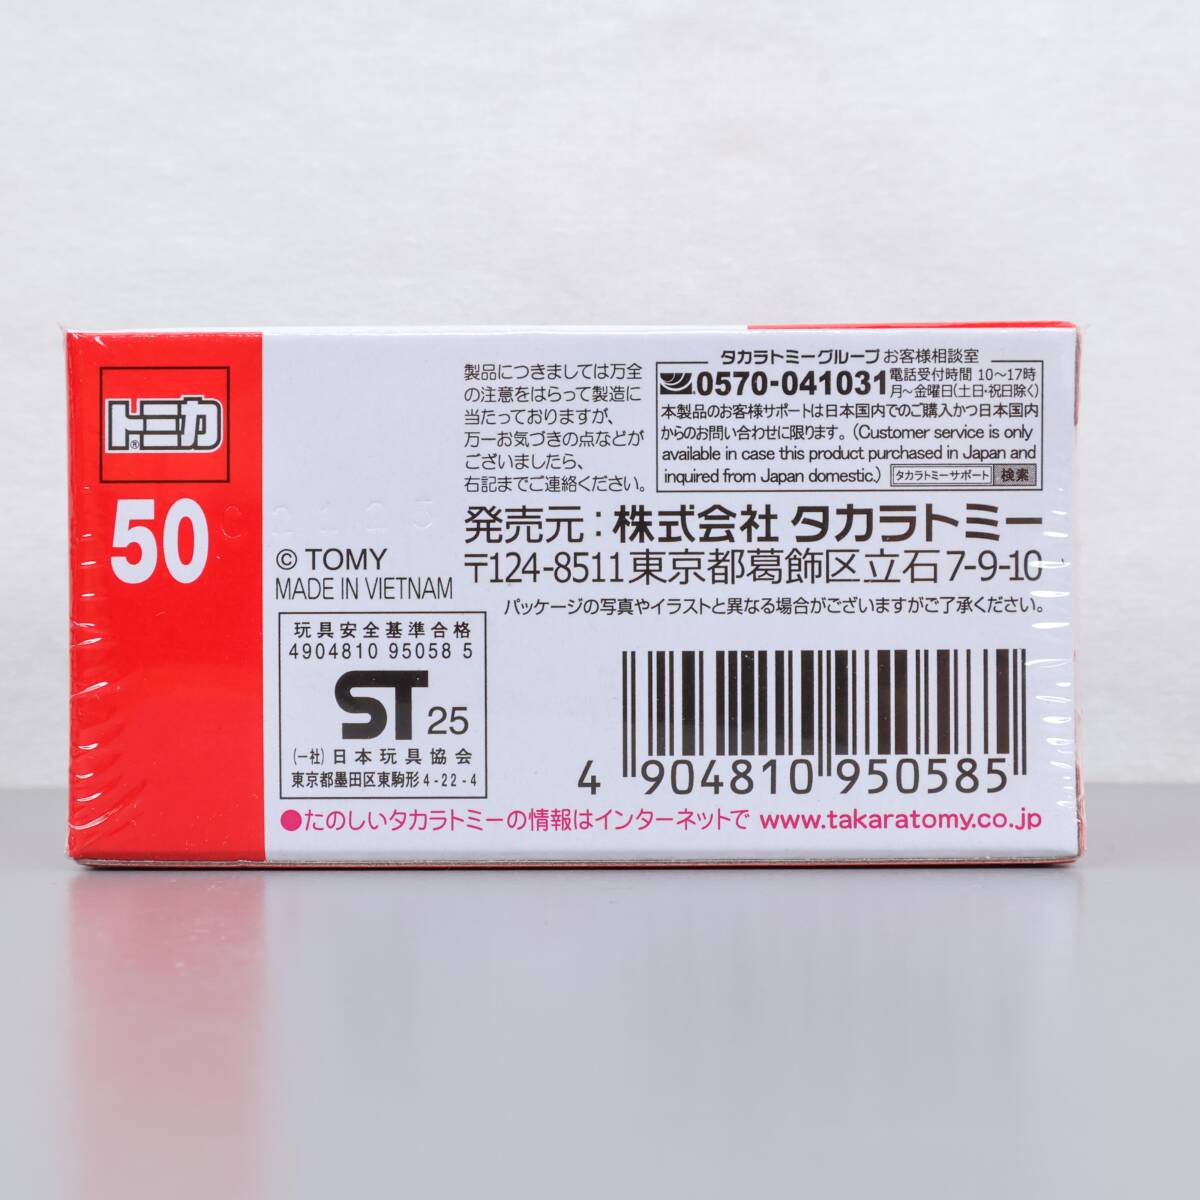 トミカ®
50
© TOMY
MADE IN VIETNAM
玩具安全基準合格
4904810 95058 5
ST 25
(一社)日本玩具協会
東京都墨田区東駒形4-22-4
製品につきましては万全
の注意をはらって製造に
当たっておりますが、
万一お気づきの点などが
ございましたら、
右記までご連絡ください。
タカラトミーグループ お客様相談室
0570-041031 電話受付時間 10〜17時
月〜金曜日(土日・祝日除く)
本製品のお客様サポートは日本国内でのご購入かつ日本国内
からのお問い合わせに限ります。(Customer service is only
available in case this product purchased in Japan and
inquired from Japan domestic.) タカラトミーサポート 検索
発売元：株式会社 タカラトミー
〒124-8511 東京都葛飾区立石7-9-10
パッケージの写真やイラストと異なる場合がございますがご了承ください。
4 904810 950585
●たのしいタカラトミーの情報はインターネットで www.takaratomy.co.jp